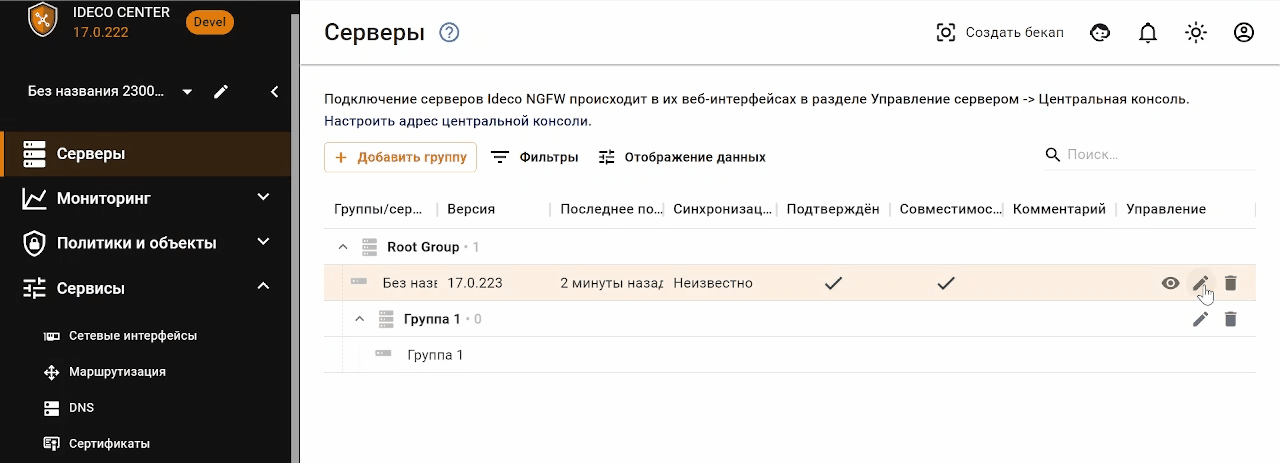 IDECO CENTER
17.0.222
Devel
Без названия 2300...
Серверы
Мониторинг
Политики и объекты
Сервисы
Сетевые интерфейсы
Маршрутизация
DNS
Сертификаты
Серверы
Создать бекап
Подключение серверов Ideco NGFW происходит в их веб-интерфейсах в разделе Управление сервером -> Центральная консоль.
Настроить адрес центральной консоли.
+ Добавить группу
Фильтры
Отображение данных
Поиск...
Группы/сер... Версия Последнее по... Синхронизац... Подтверждён Совместимос... Комментарий Управление
Root Group • 1
Без назв 17.0.223 2 минуты назад Неизвестно
Группа 1 • 0
Группа 1